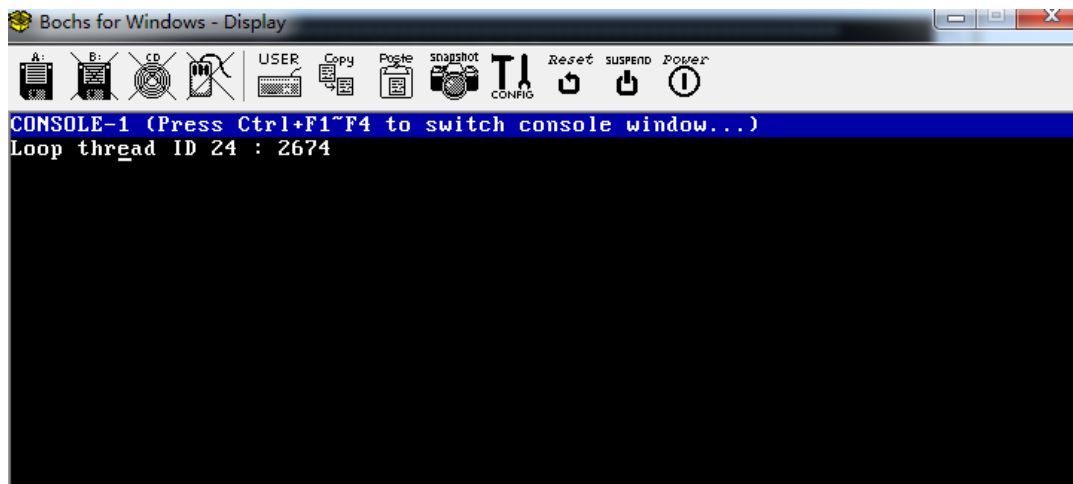 Bochs for Windows - Display
A: B: CD USER Copy Poste snapshot CONFIG Reset SUSPEND Power
CONSOLE-1 (Press Ctrl+F1~F4 to switch console window...)
Loop thread ID 24 : 2674